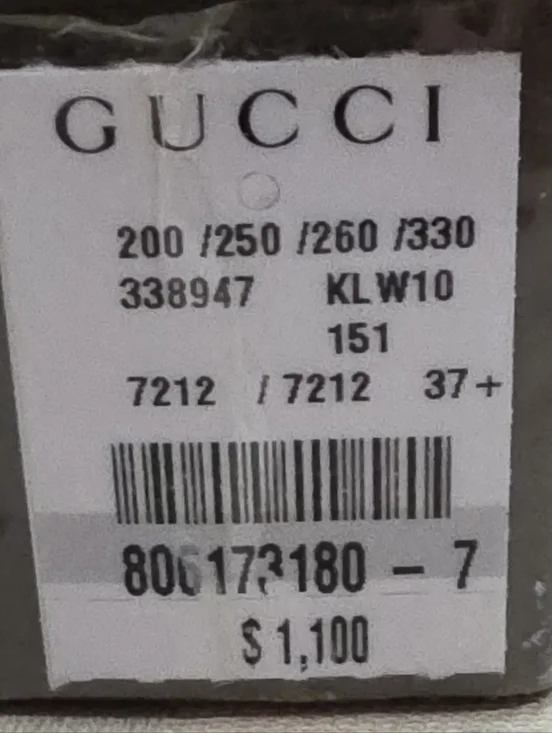 GUCCI
200 /250 /260 /330
338947 KLW10
151
7212 / 7212 37+
806173180 - 7
$ 1,100